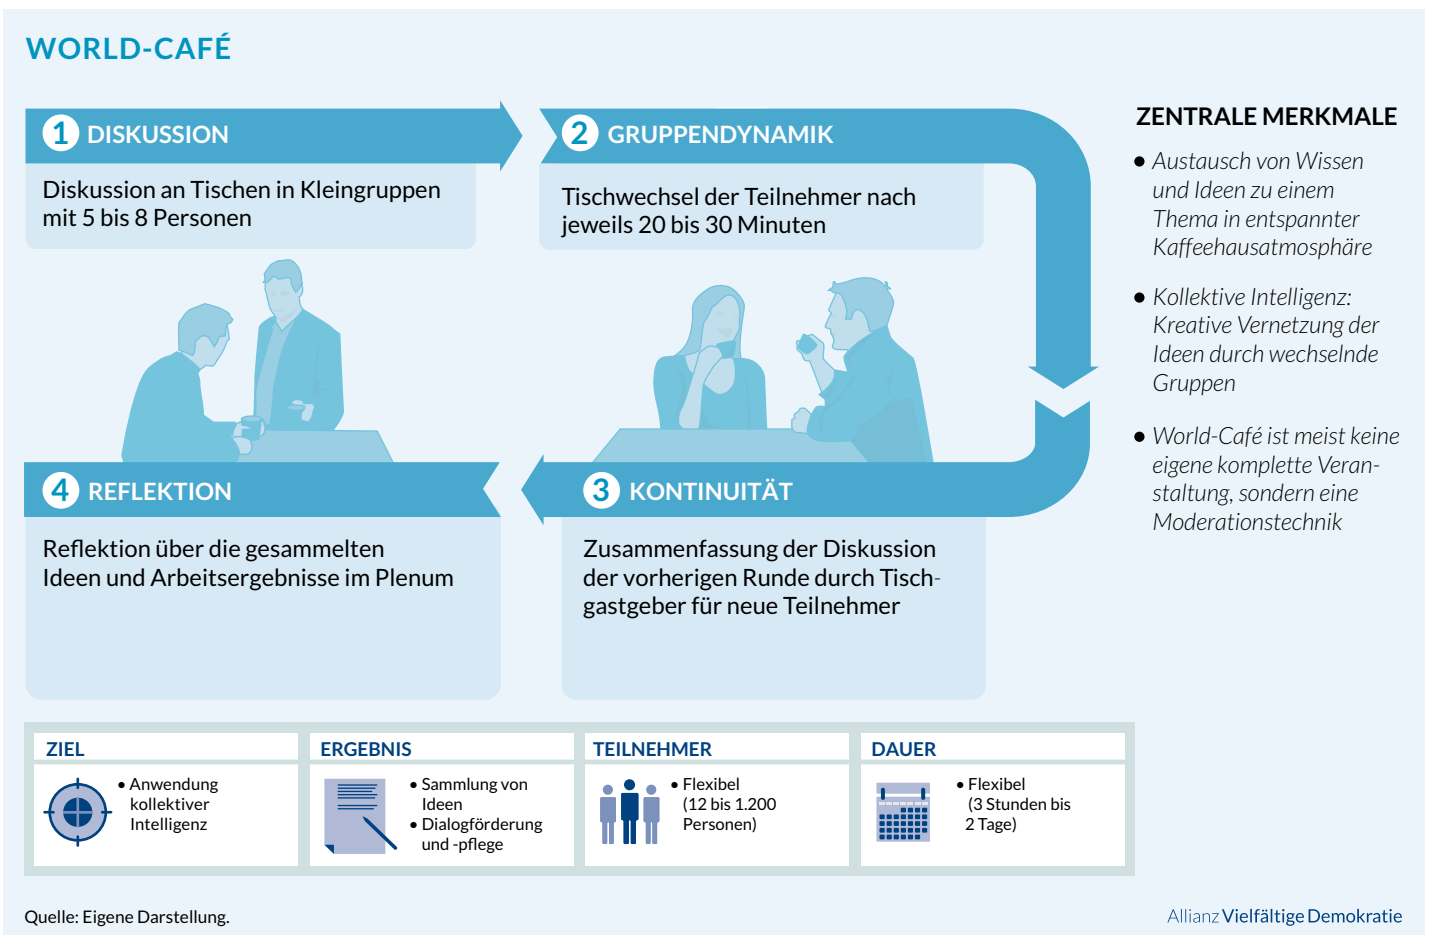 WORLD-CAFÉ
1 DISKUSSION
Diskussion an Tischen in Kleingruppen
mit 5 bis 8 Personen
2 GRUPPENDYNAMIK
Tischwechsel der Teilnehmer nach
jeweils 20 bis 30 Minuten
3 KONTINUITÄT
Zusammenfassung der Diskussion
der vorherigen Runde durch Tisch-
gastgeber für neue Teilnehmer
4 REFLEKTION
Reflektion über die gesammelten
Ideen und Arbeitsergebnisse im Plenum
ZENTRALE MERKMALE
• Austausch von Wissen
und Ideen zu einem
Thema in entspannter
Kaffeehausatmosphäre
• Kollektive Intelligenz:
Kreative Vernetzung der
Ideen durch wechselnde
Gruppen
• World-Café ist meist keine
eigene komplette Veran-
staltung, sondern eine
Moderationstechnik
ZIEL
• Anwendung
kollektiver
Intelligenz
ERGEBNIS
• Sammlung von
Ideen
• Dialogförderung
und -pflege
TEILNEHMER
• Flexibel
(12 bis 1.200
Personen)
DAUER
• Flexibel
(3 Stunden bis
2 Tage)
Quelle: Eigene Darstellung.
Allianz Vielfältige Demokratie